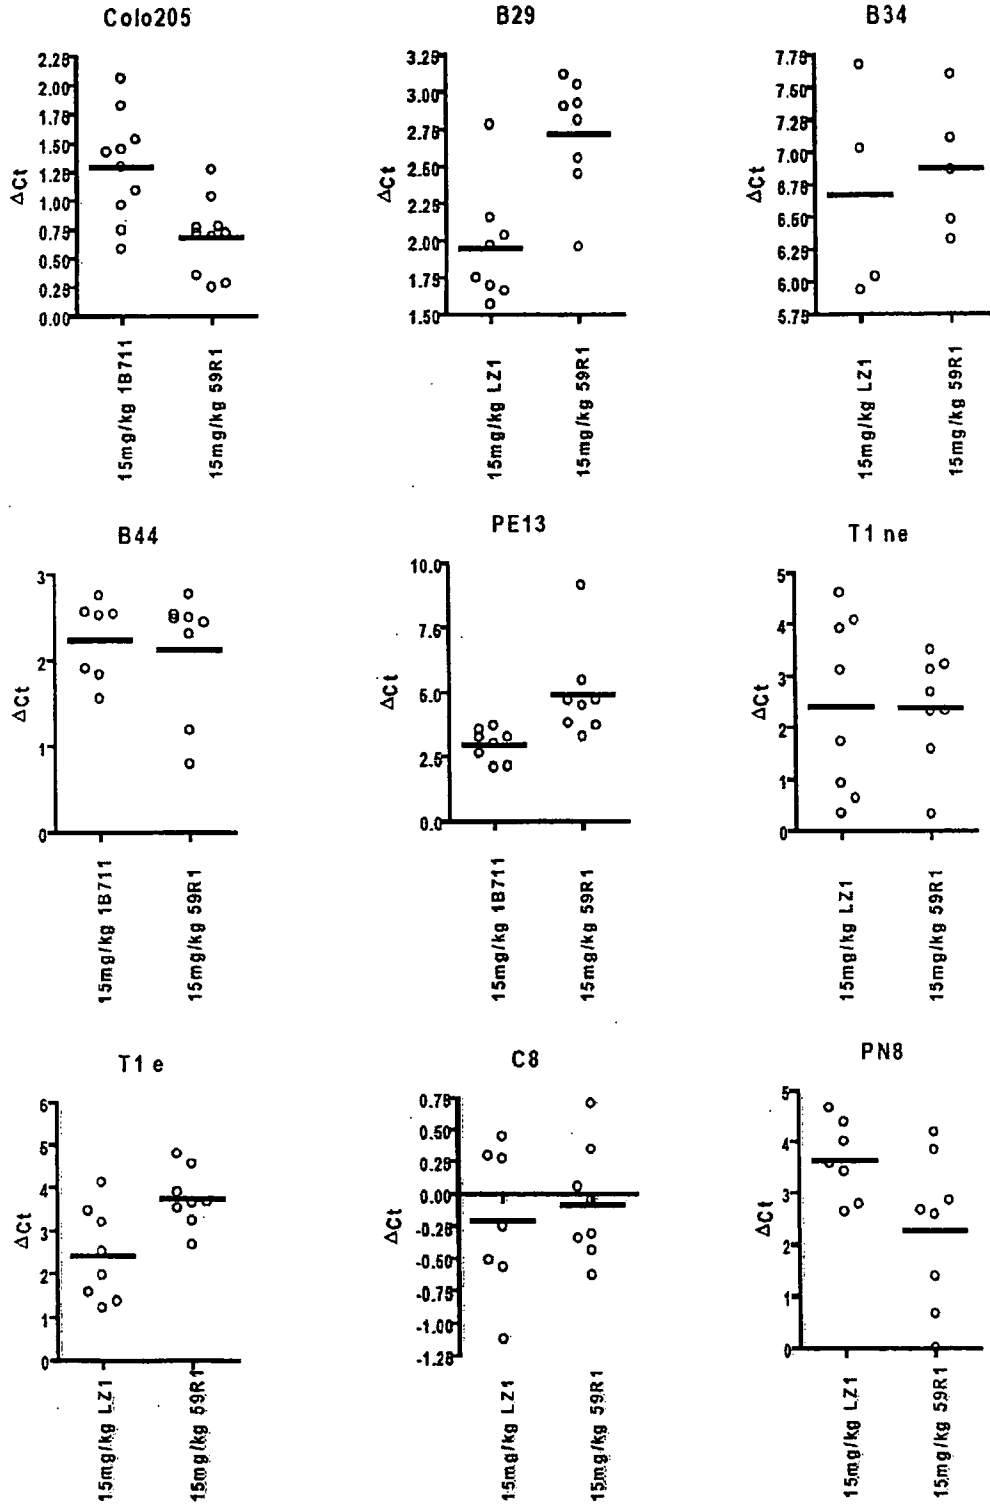 Colo205
B29
B34
ΔCt
2.25
2.00
1.75
1.50
1.25
1.00
0.75
0.50
0.25
0.00
15mg/kg 1B711
15mg/kg 59R1
ΔCt
3.25
3.00
2.75
2.50
2.25
2.00
1.75
1.50
15mg/kg LZ1
15mg/kg 59R1
ΔCt
7.75
7.50
7.25
7.00
6.75
6.50
6.25
6.00
5.75
15mg/kg LZ1
15mg/kg 59R1
B44
PE13
T1 ne
ΔCt
3
2
1
0
15mg/kg 1B711
15mg/kg 59R1
ΔCt
10.0
7.5
5.0
2.5
0.0
15mg/kg 1B711
15mg/kg 59R1
ΔCt
5
4
3
2
1
0
15mg/kg LZ1
15mg/kg 59R1
T1 e
C8
PN8
ΔCt
6
5
4
3
2
1
0
15mg/kg LZ1
15mg/kg 59R1
ΔCt
0.75
0.50
0.25
0.00
-0.25
-0.50
-0.75
-1.00
-1.25
15mg/kg LZ1
15mg/kg 59R1
ΔCt
5
4
3
2
1
0
15mg/kg LZ1
15mg/kg 59R1